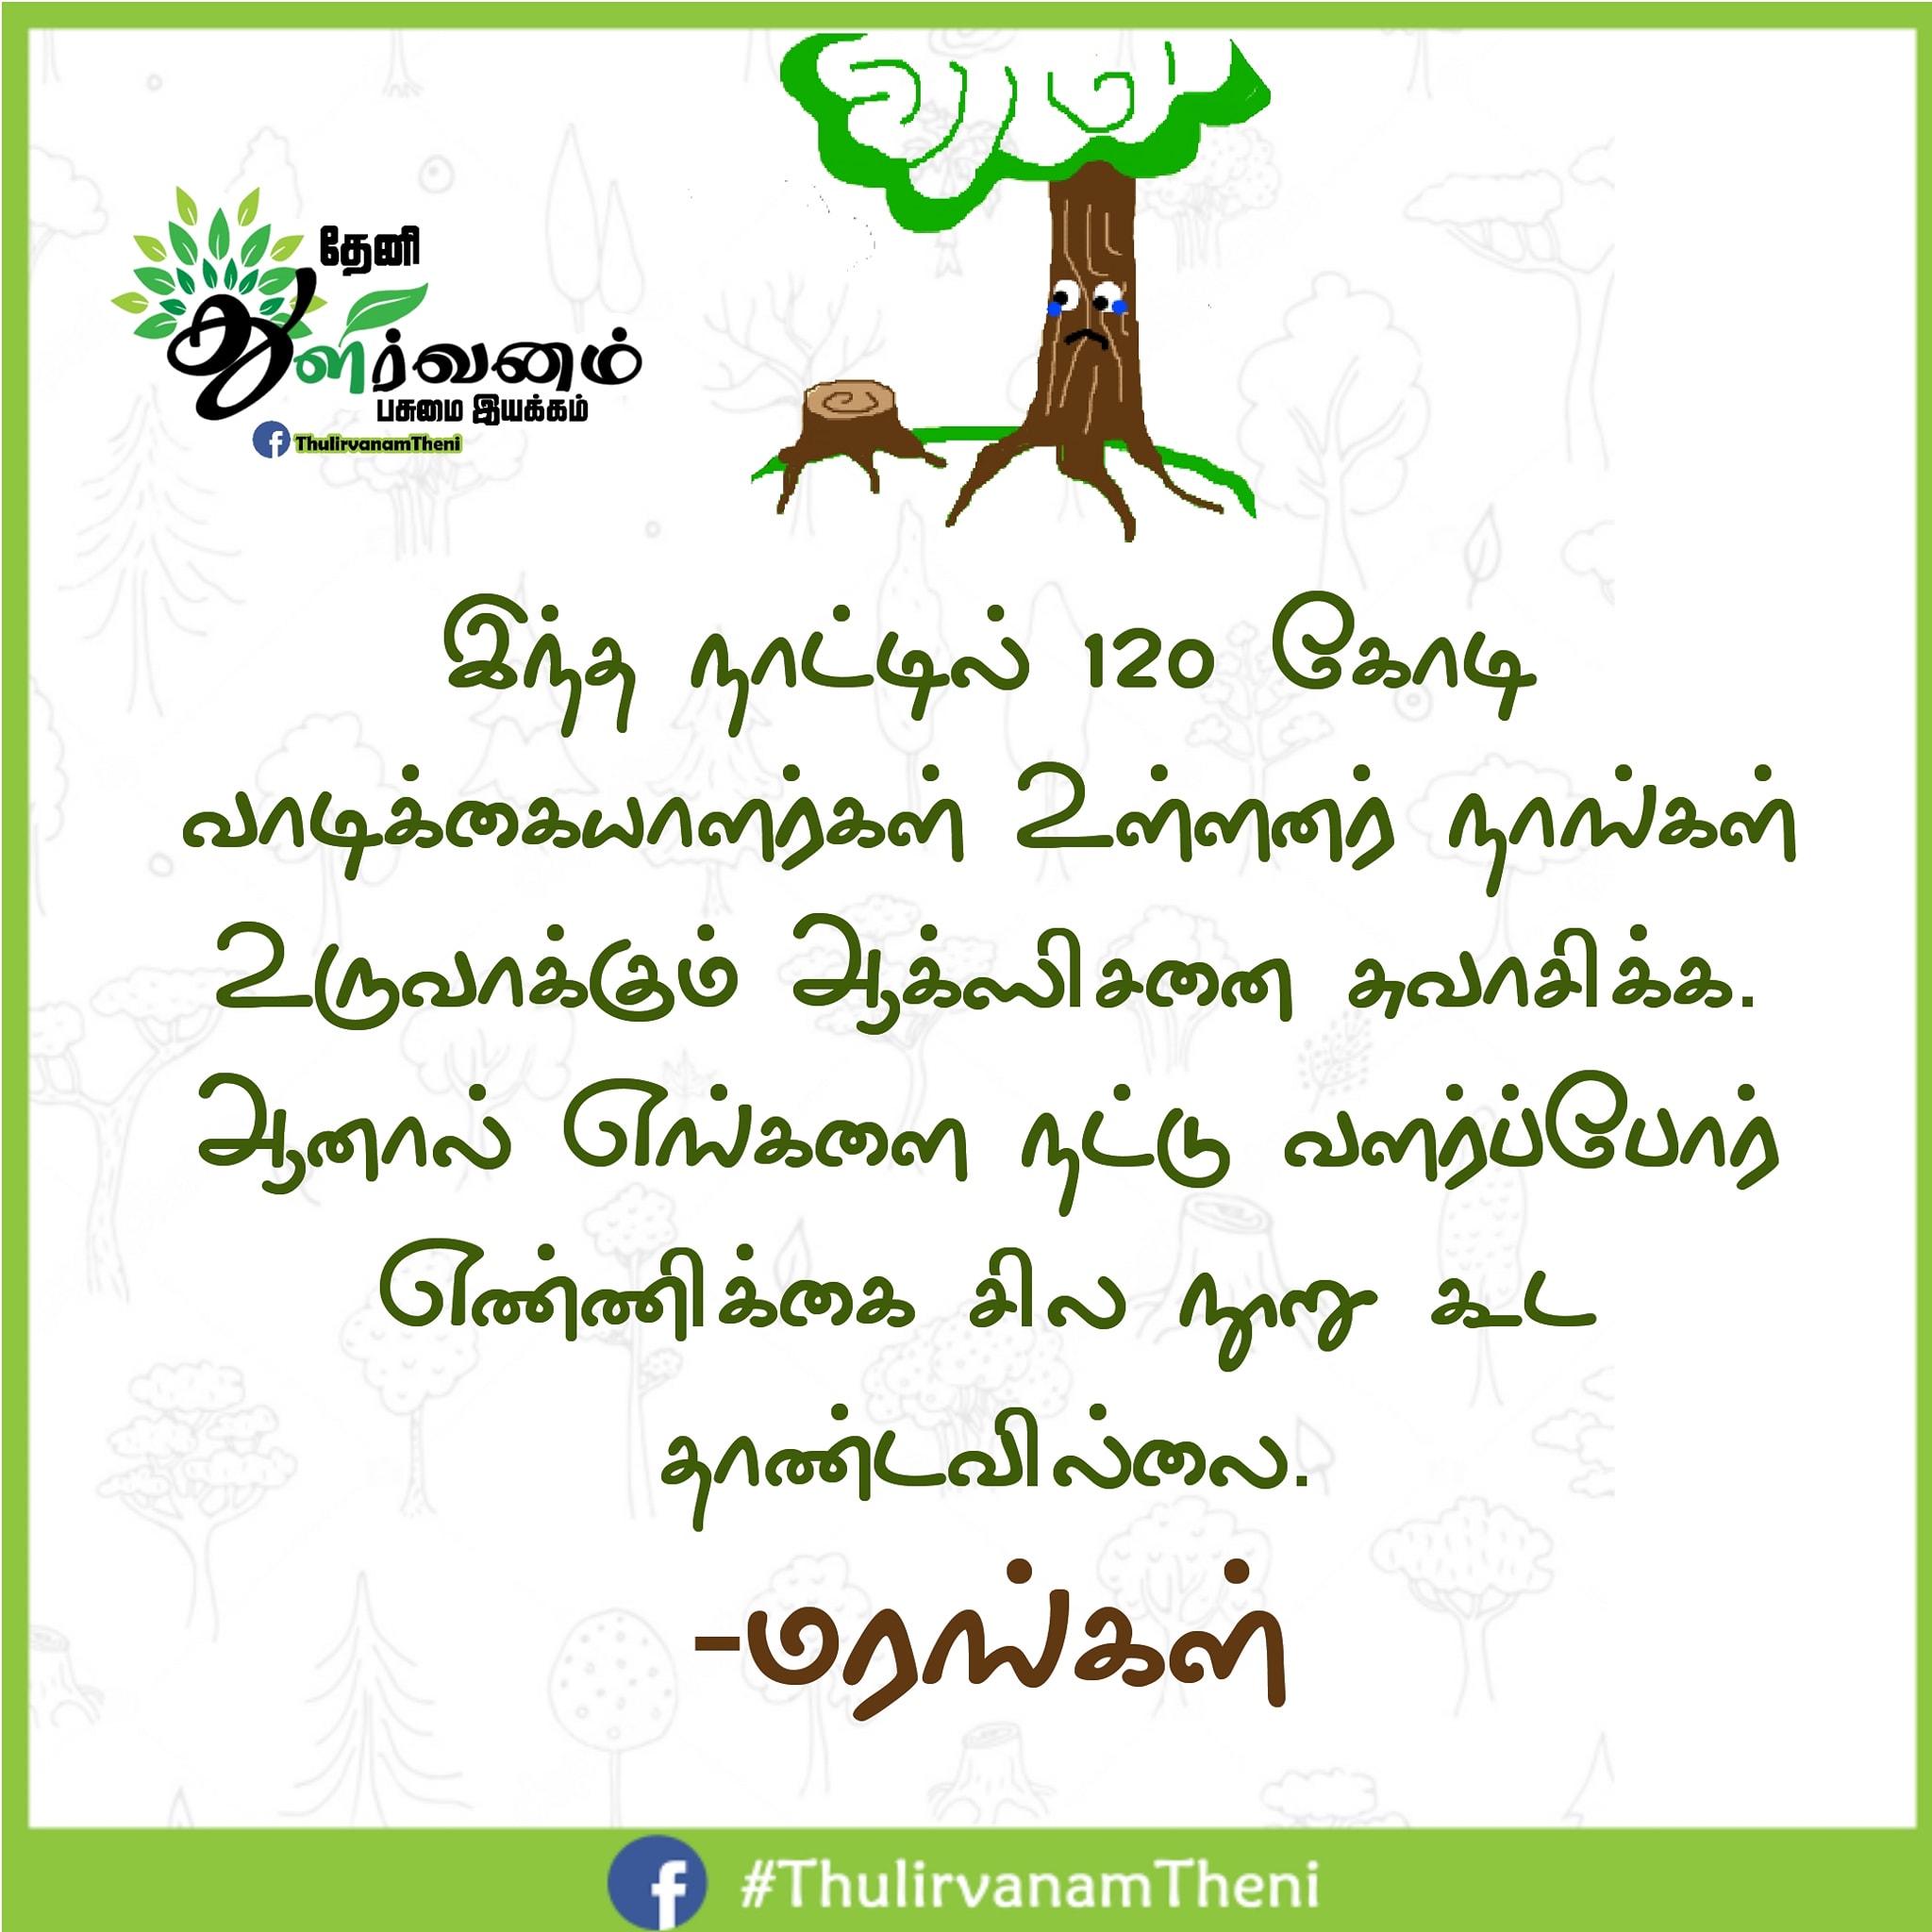 தேனி
துளிர்வனம்
பசுமை இயக்கம்
ThulirvanamTheni
இந்த நாட்டில் 120 கோடி
வாடிக்கையாளர்கள் உள்ளனர் நாங்கள்
உருவாக்கும் ஆக்ஸிசனை சுவாசிக்க.
ஆனால் எங்களை நட்டு வளர்ப்போர்
எண்ணிக்கை சில நூறு கூட
தாண்டவில்லை.
-மரங்கள்
#ThulirvanamTheni